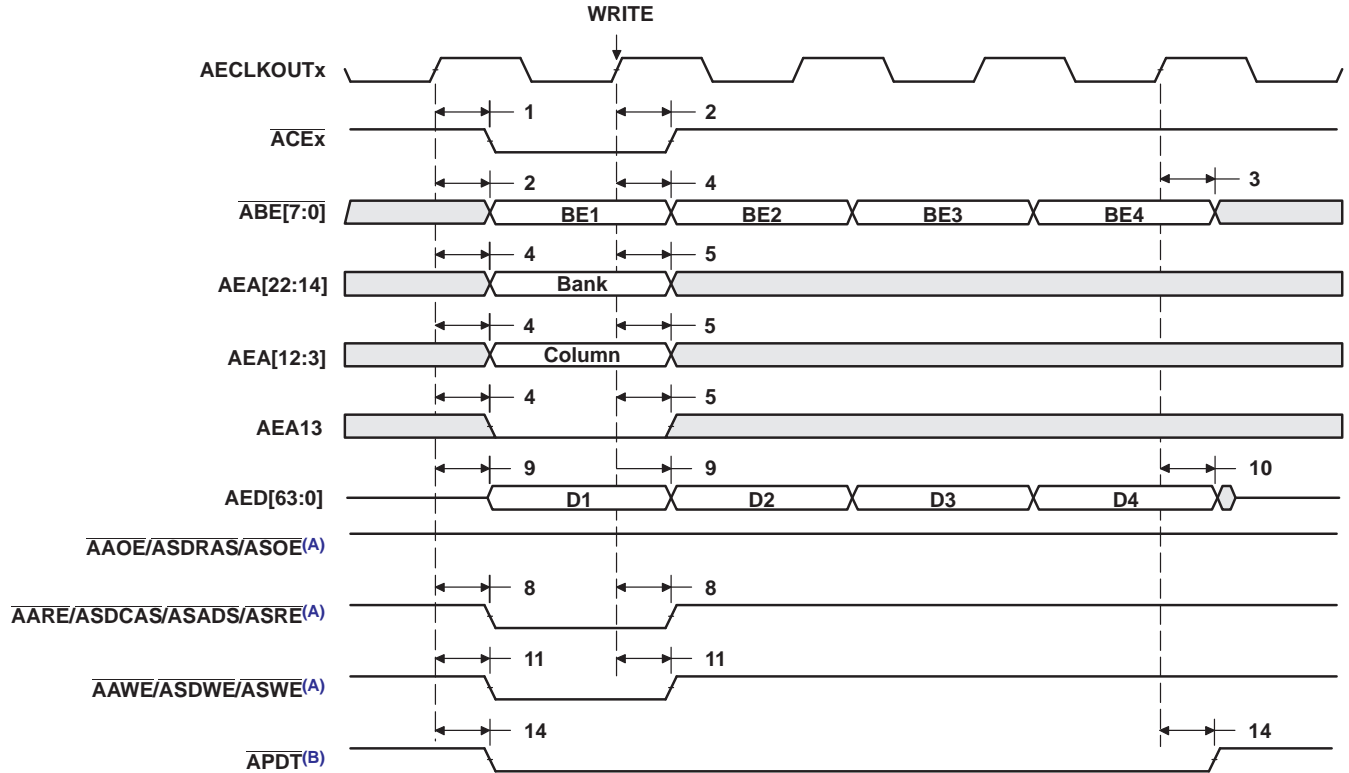 WRITE
AECLKOUTx
1 2
ACEx
2 4 3
ABE[7:0] BE1 BE2 BE3 BE4
4 5
AEA[22:14] Bank
4 5
AEA[12:3] Column
4 5
AEA13
9 9 10
AED[63:0] D1 D2 D3 D4
AAOE/ASDRAS/ASOE(A)
8 8
AARE/ASDCAS/ASADS/ASRE(A)
11 11
AAWE/ASDWE/ASWE(A)
14 14
APDT(B)